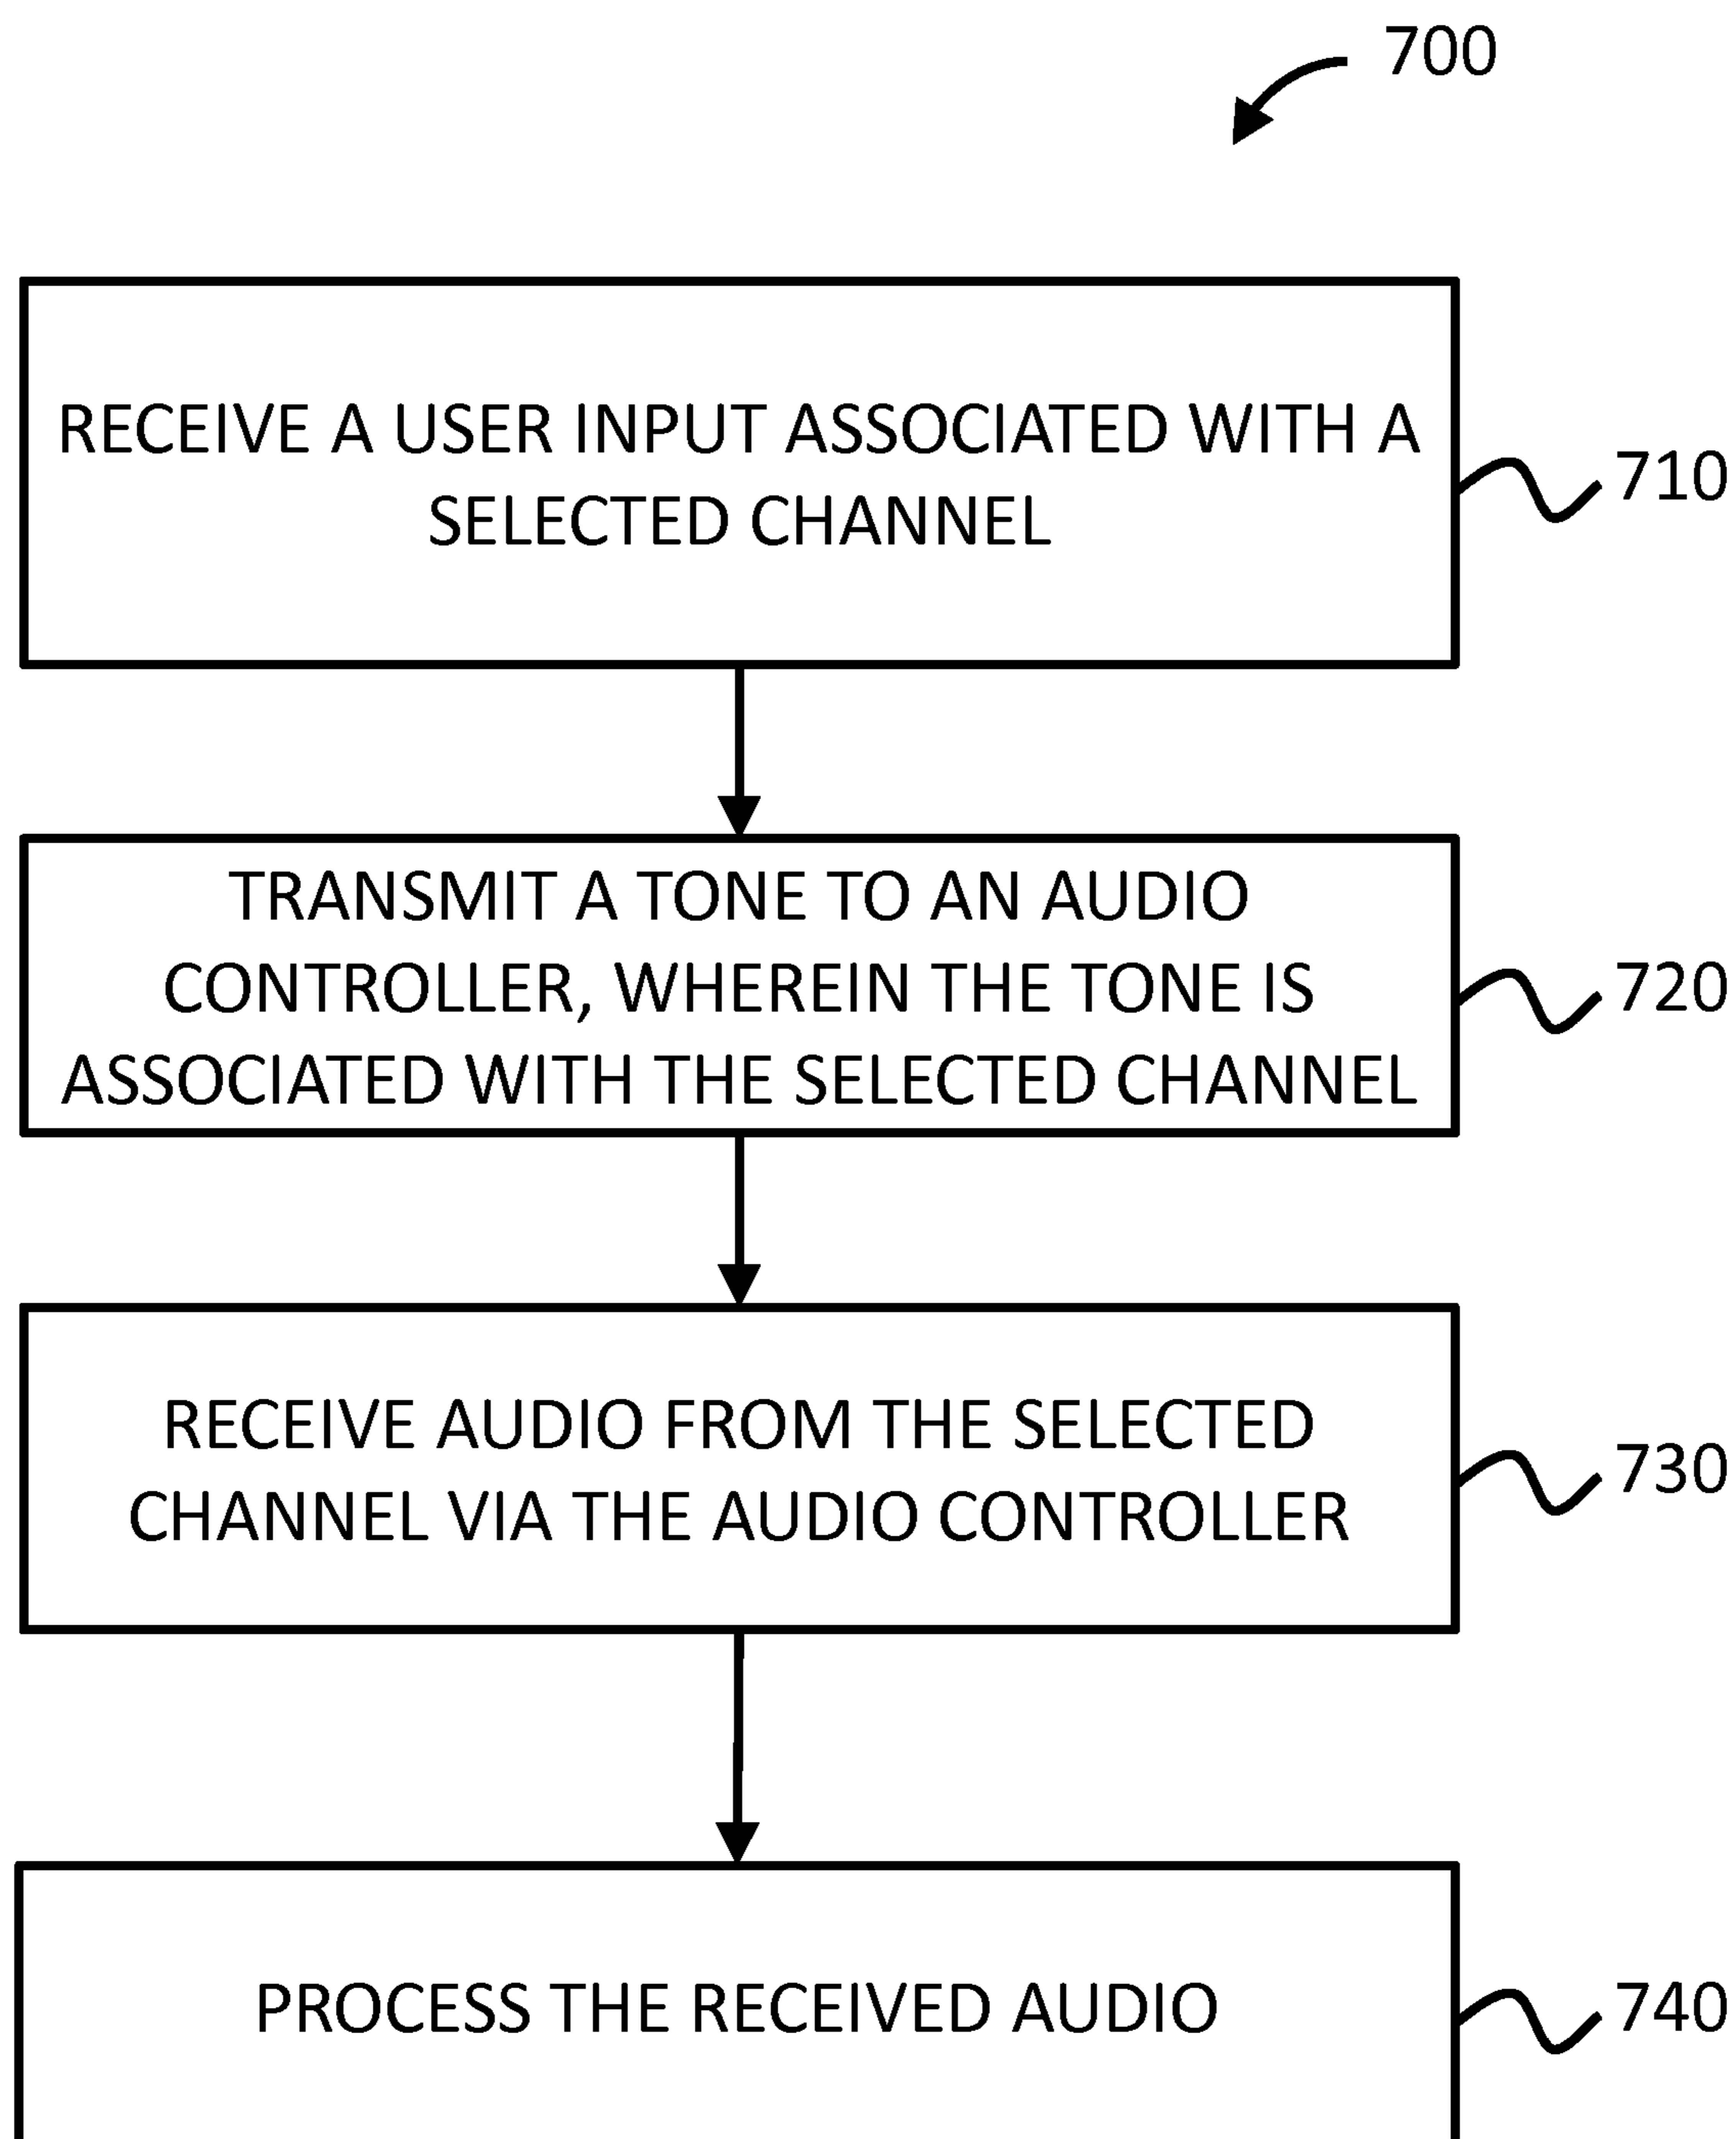 700
RECEIVE A USER INPUT ASSOCIATED WITH A
SELECTED CHANNEL
710
TRANSMIT A TONE TO AN AUDIO
CONTROLLER, WHEREIN THE TONE IS
ASSOCIATED WITH THE SELECTED CHANNEL
720
RECEIVE AUDIO FROM THE SELECTED
CHANNEL VIA THE AUDIO CONTROLLER
730
PROCESS THE RECEIVED AUDIO
740